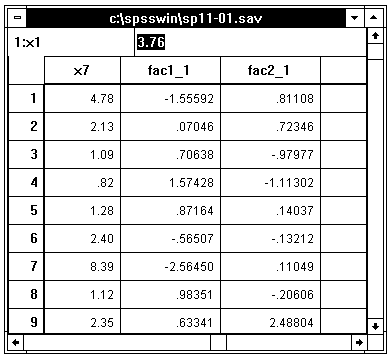 c:\spsswin\sp11-01.sav
1:x1 3.76
x7 fac1_1 fac2_1
1 4.78 -1.55592 .81108
2 2.13 .07046 .72346
3 1.09 .70638 -.97977
4 .82 1.57428 -1.11302
5 1.28 .87164 .14037
6 2.40 -.56507 -.13212
7 8.39 -2.56450 .11049
8 1.12 .98351 -.20606
9 2.35 .63341 2.48804